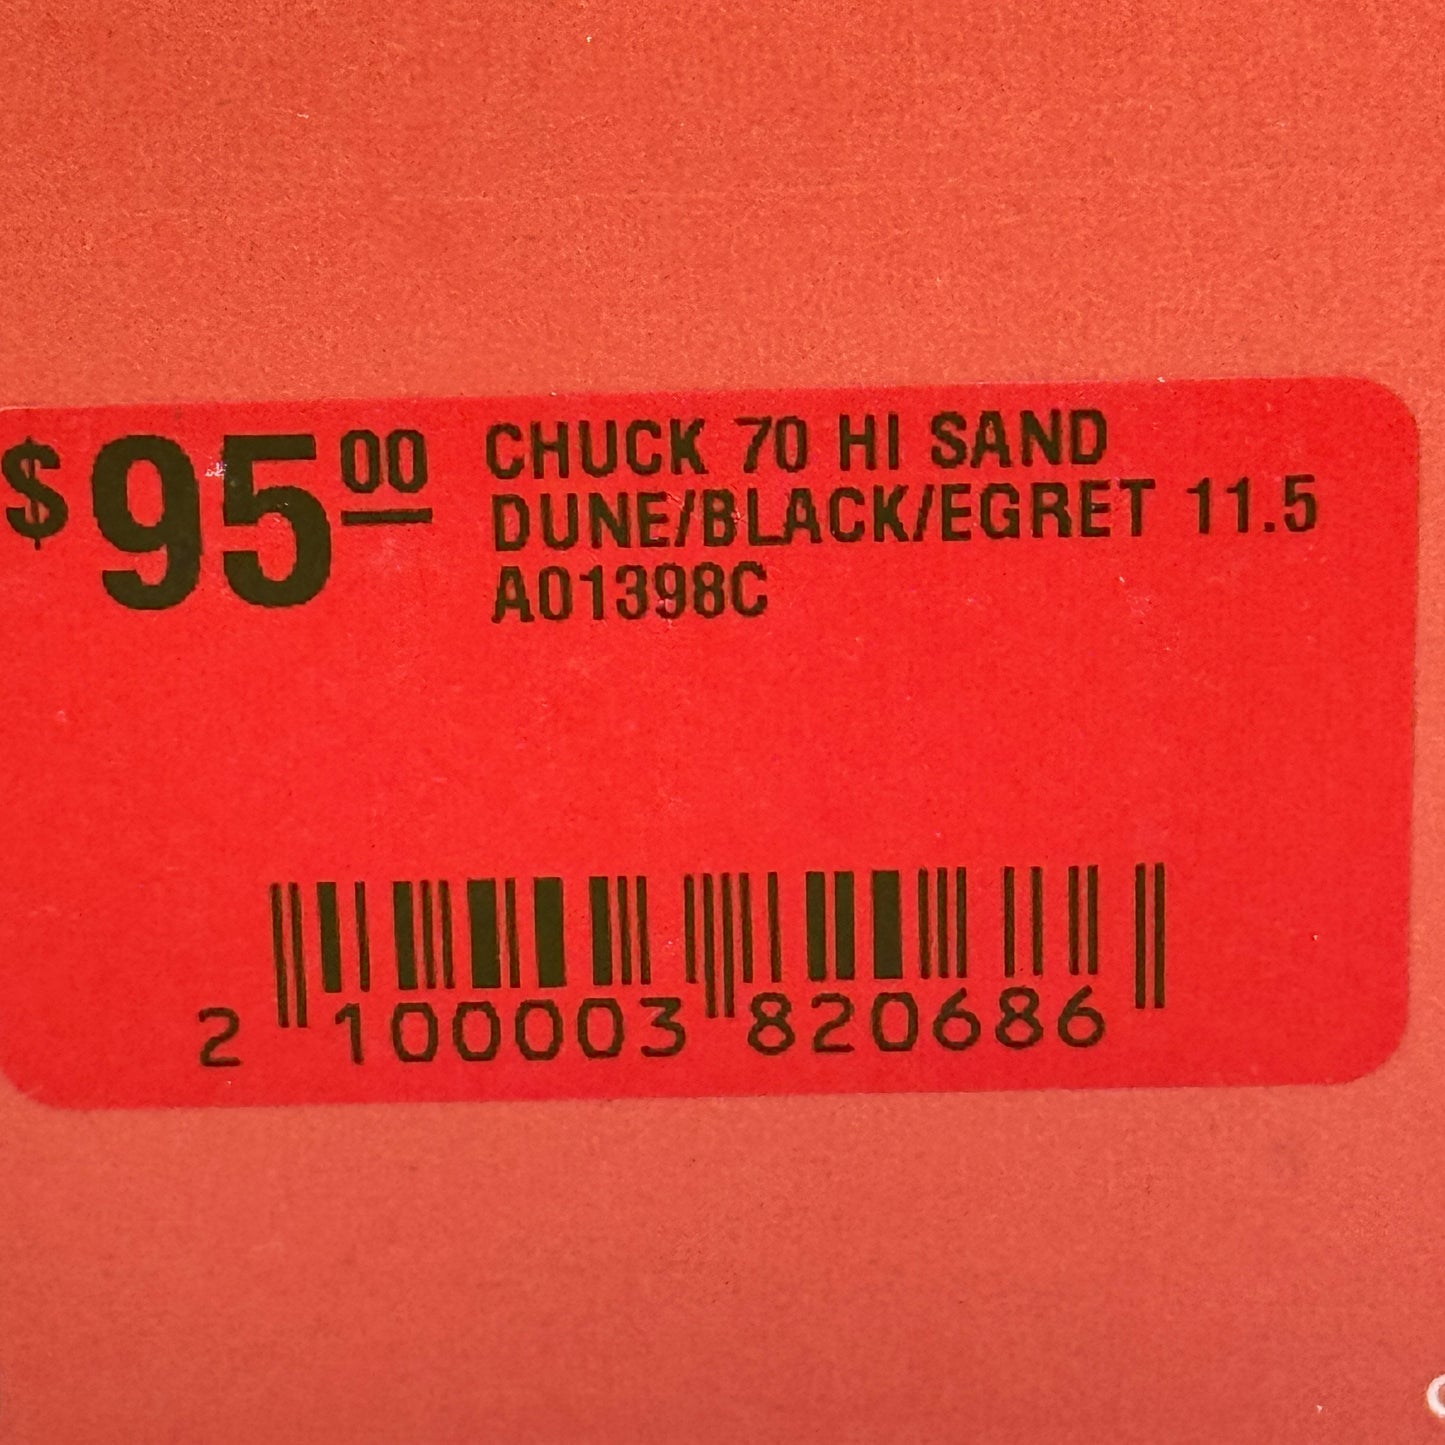 $95.00
CHUCK 70 HI SAND
DUNE/BLACK/EGRET 11.5
A01398C
2 100003 820686